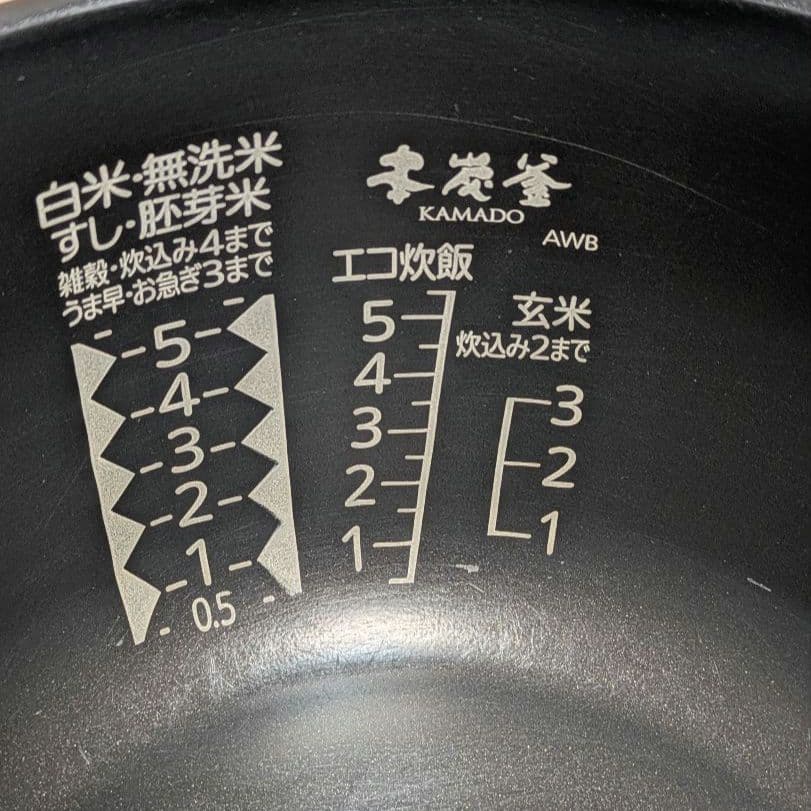 白米・無洗米
すし・胚芽米
雑穀・炊込み4まで
うま早・お急ぎ3まで
5
4
3
2
1
0.5
本炭釜
KAMADO
AWB
エコ炊飯
5
4
3
2
1
玄米
炊込み2まで
3
2
1